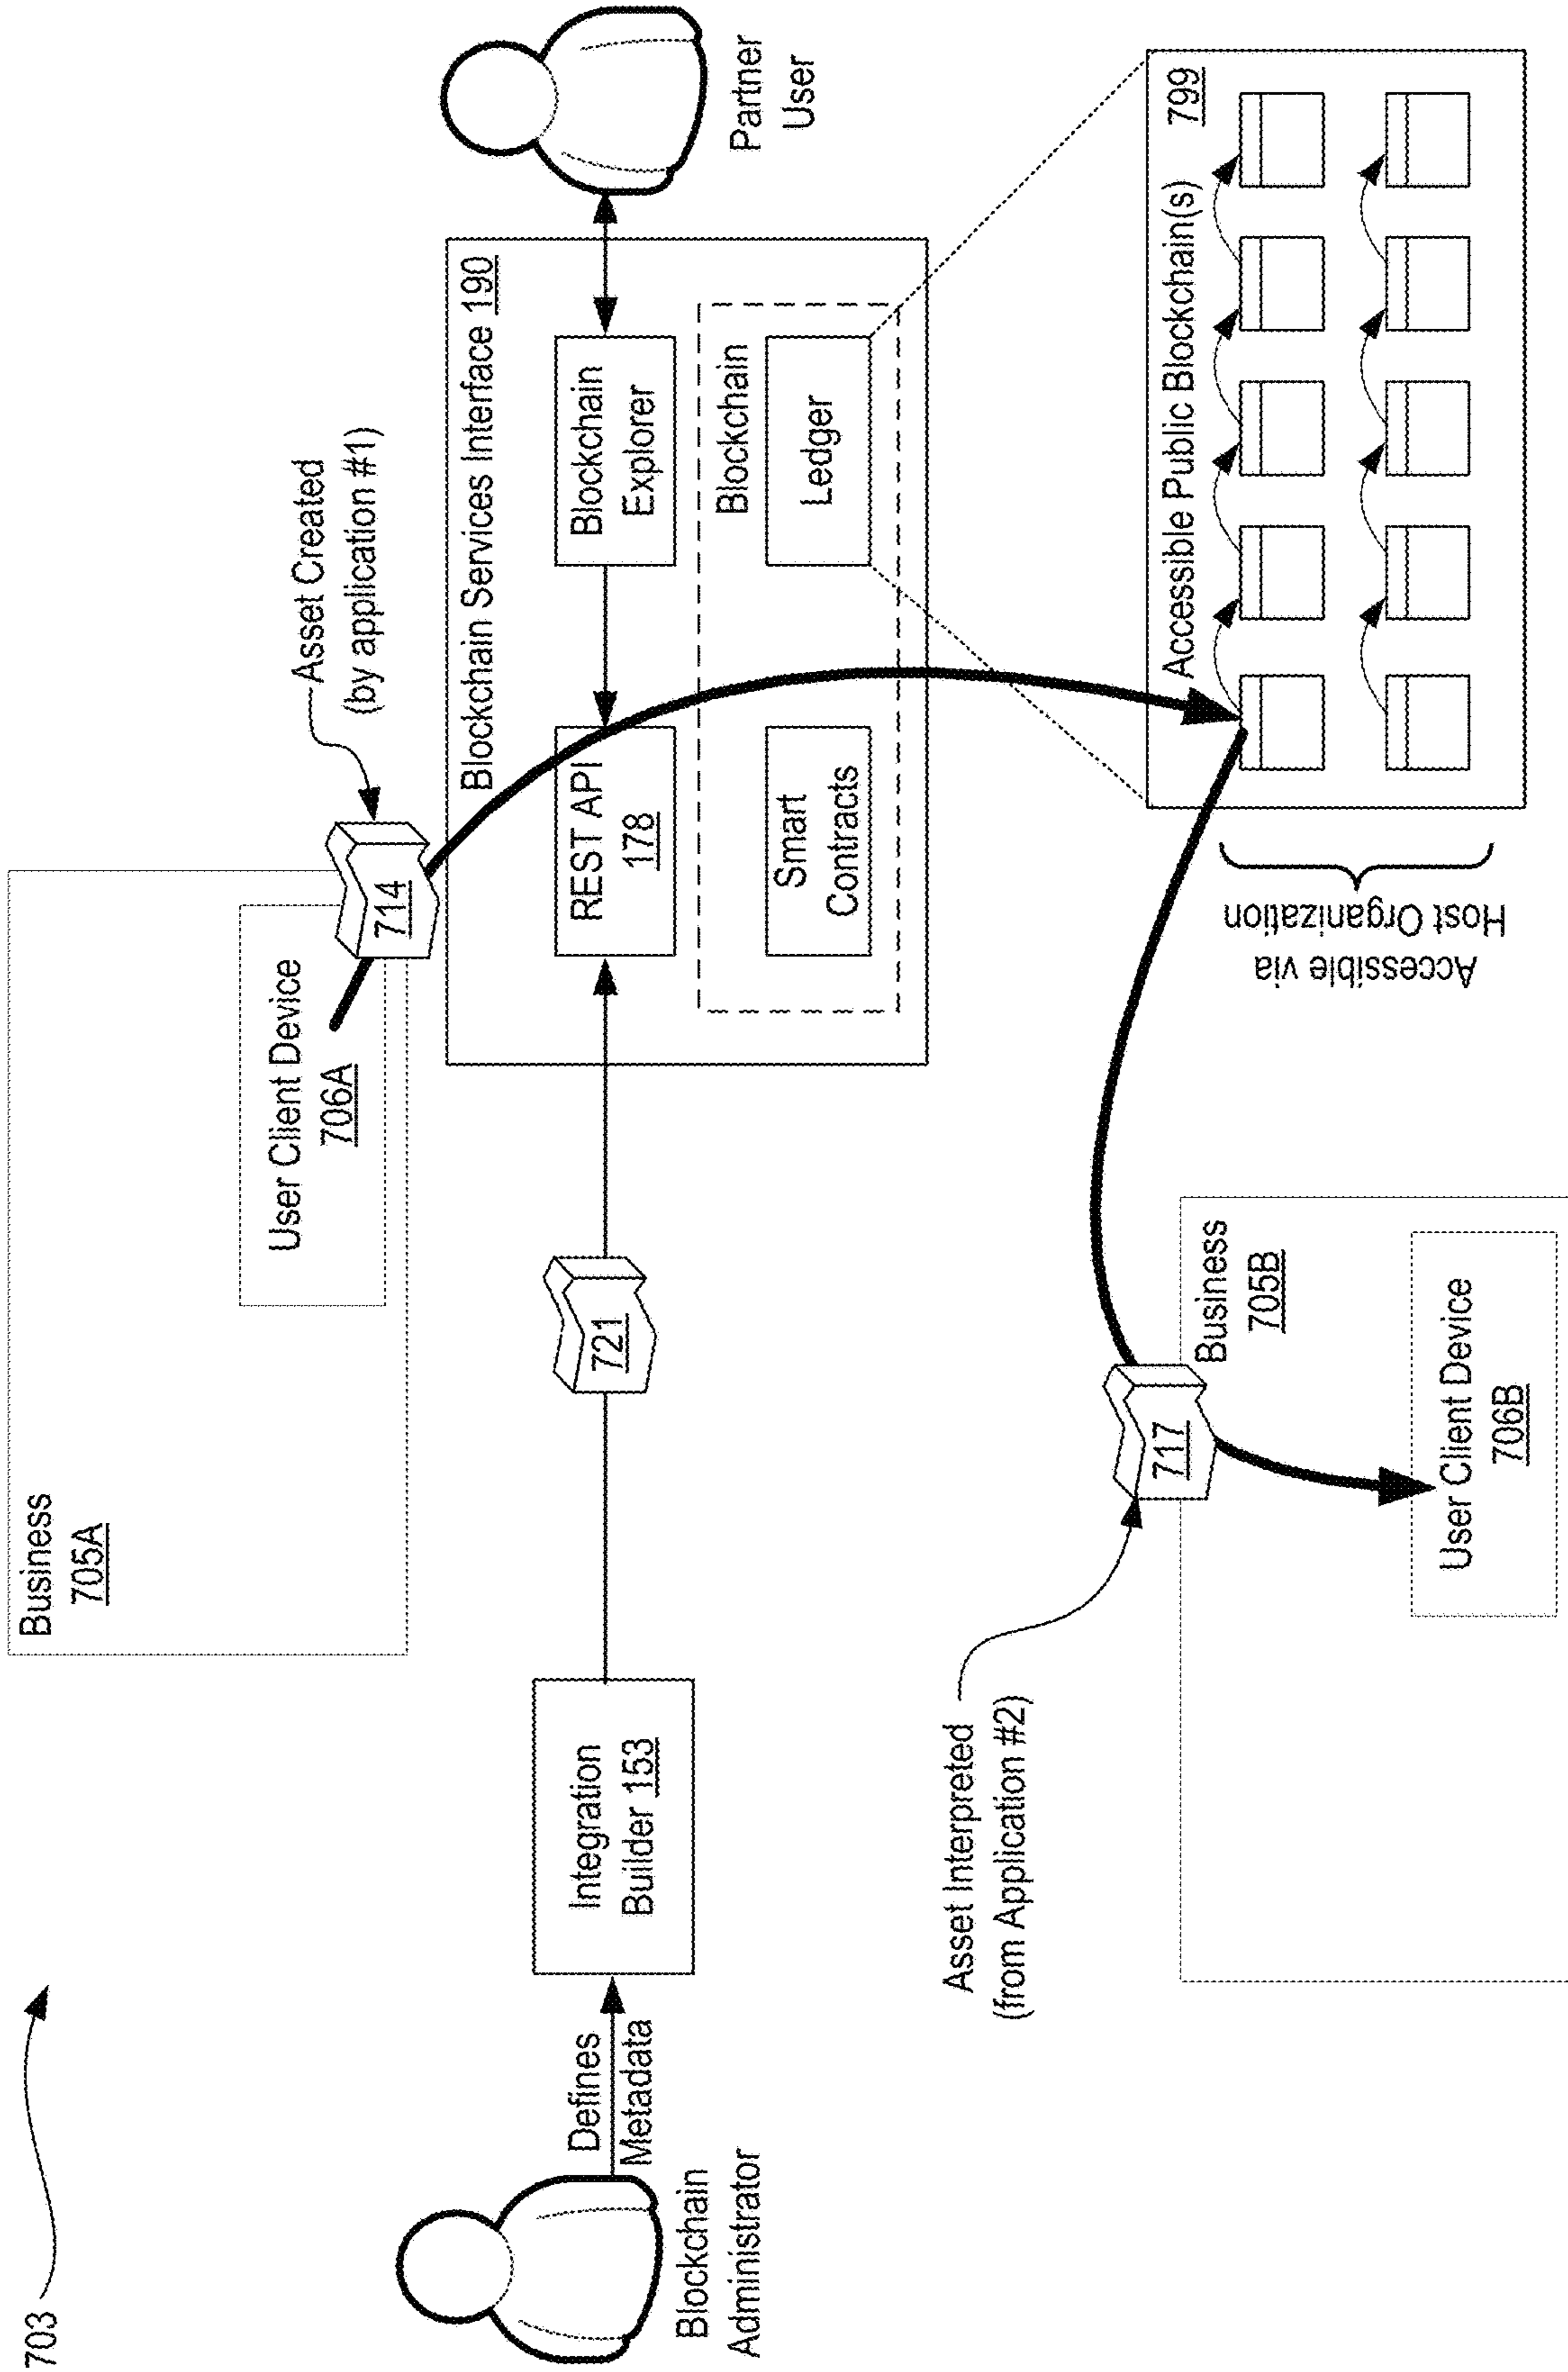 703
Business
705A
User Client Device
706A
714
Asset Created
(by application #1)
Blockchain
Administrator
Defines
Metadata
Integration
Builder 153
721
Blockchain Services Interface 190
REST API
178
Blockchain
Explorer
Blockchain
Smart
Contracts
Ledger
Partner
User
Asset Interpreted
(from Application #2)
717
Business
705B
User Client Device
706B
Accessible Public Blockchain(s) 799
Accessible via
Host Organization